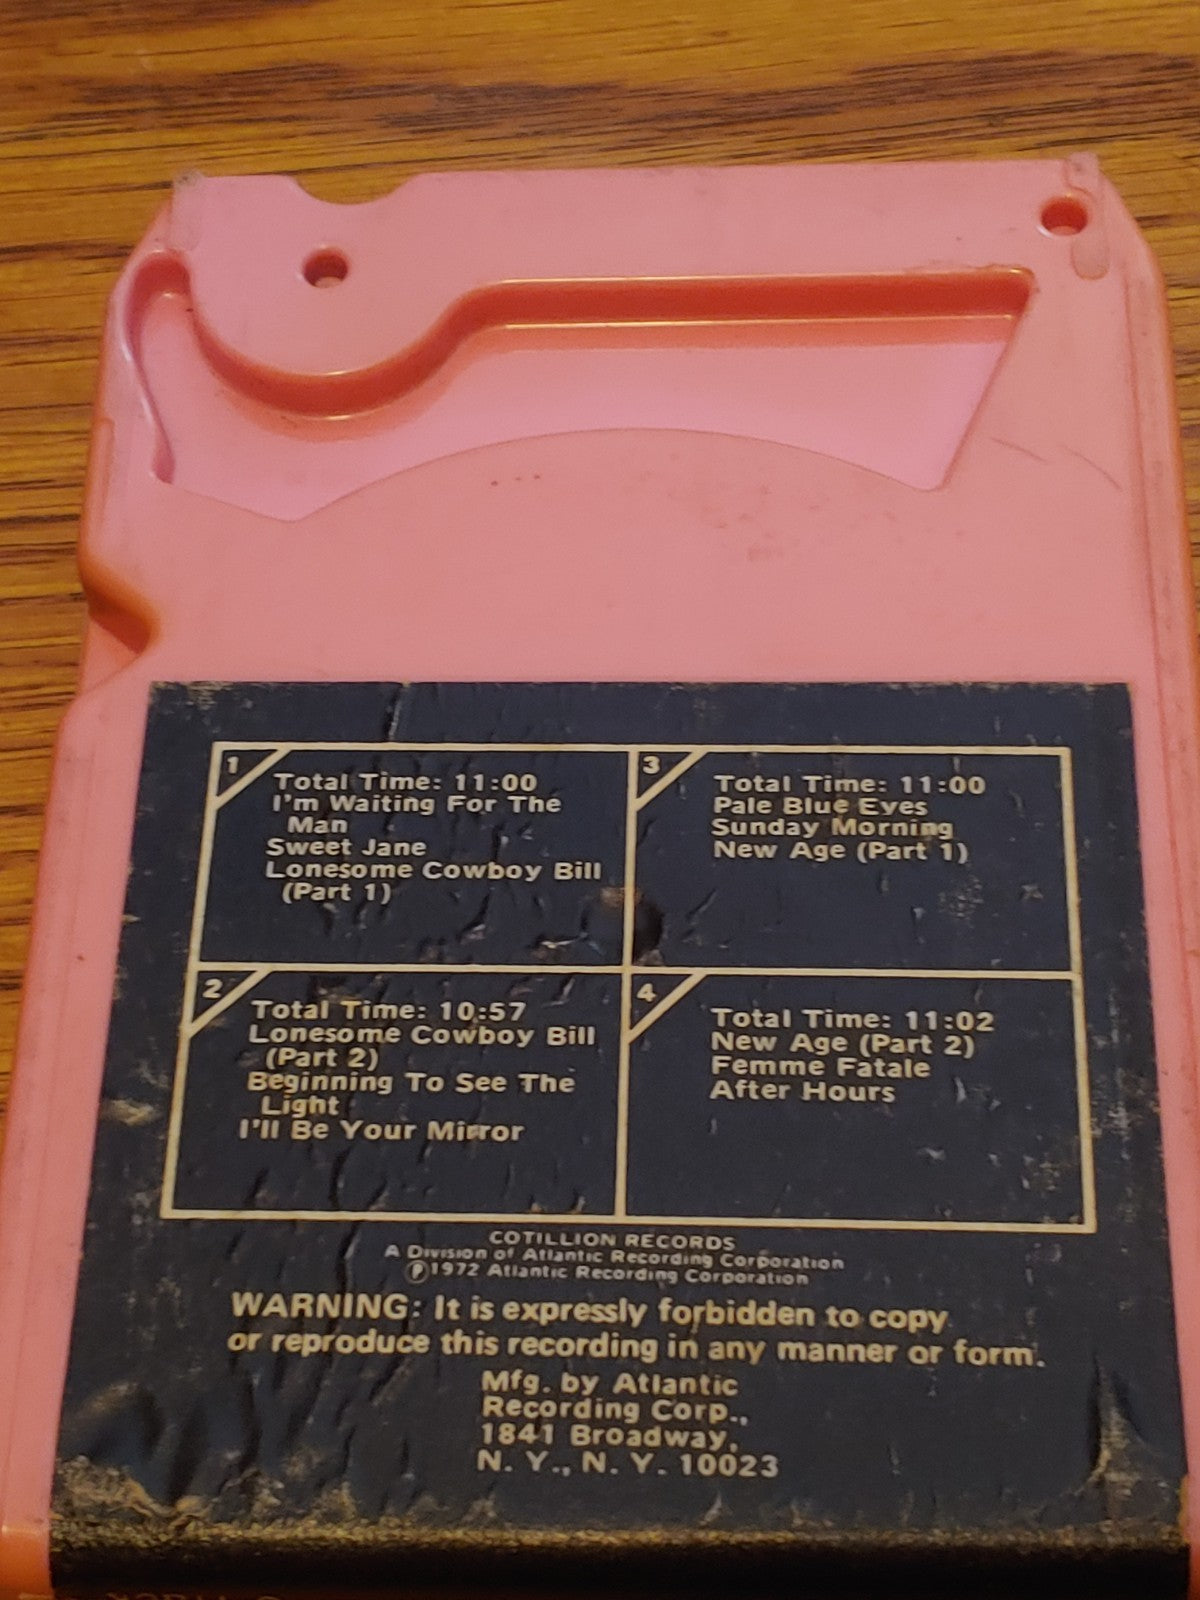 1
Total Time: 11:00
I'm Waiting For The
Man
Sweet Jane
Lonesome Cowboy Bill
(Part 1)
2
Total Time: 10:57
Lonesome Cowboy Bill
(Part 2)
Beginning To See The
Light
I'll Be Your Mirror
3
Total Time: 11:00
Pale Blue Eyes
Sunday Morning
New Age (Part 1)
4
Total Time: 11:02
New Age (Part 2)
Femme Fatale
After Hours
COTILLION RECORDS
A Division of Atlantic Recording Corporation
℗1972 Atlantic Recording Corporation
WARNING: It is expressly forbidden to copy
or reproduce this recording in any manner or form.
Mfg. by Atlantic
Recording Corp.,
1841 Broadway,
N. Y., N. Y. 10023